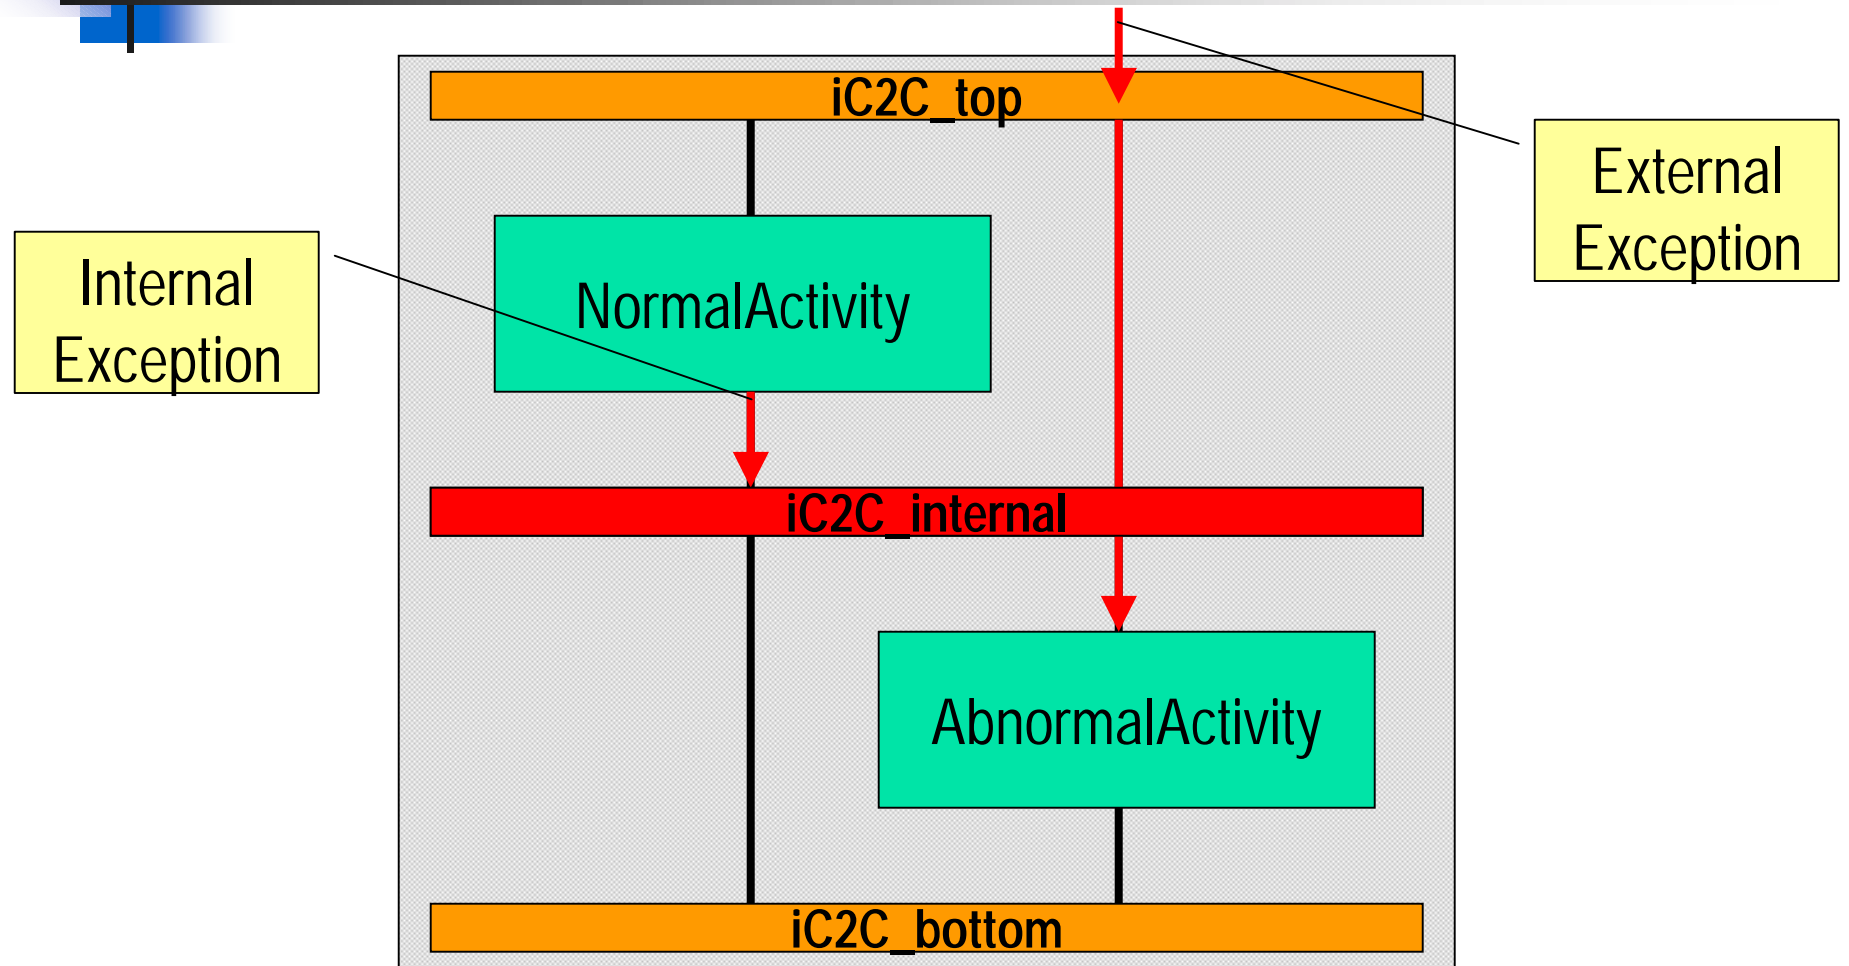 iC2C_top
External
Exception
Internal
Exception
NormalActivity
iC2C_internal
AbnormalActivity
iC2C_bottom